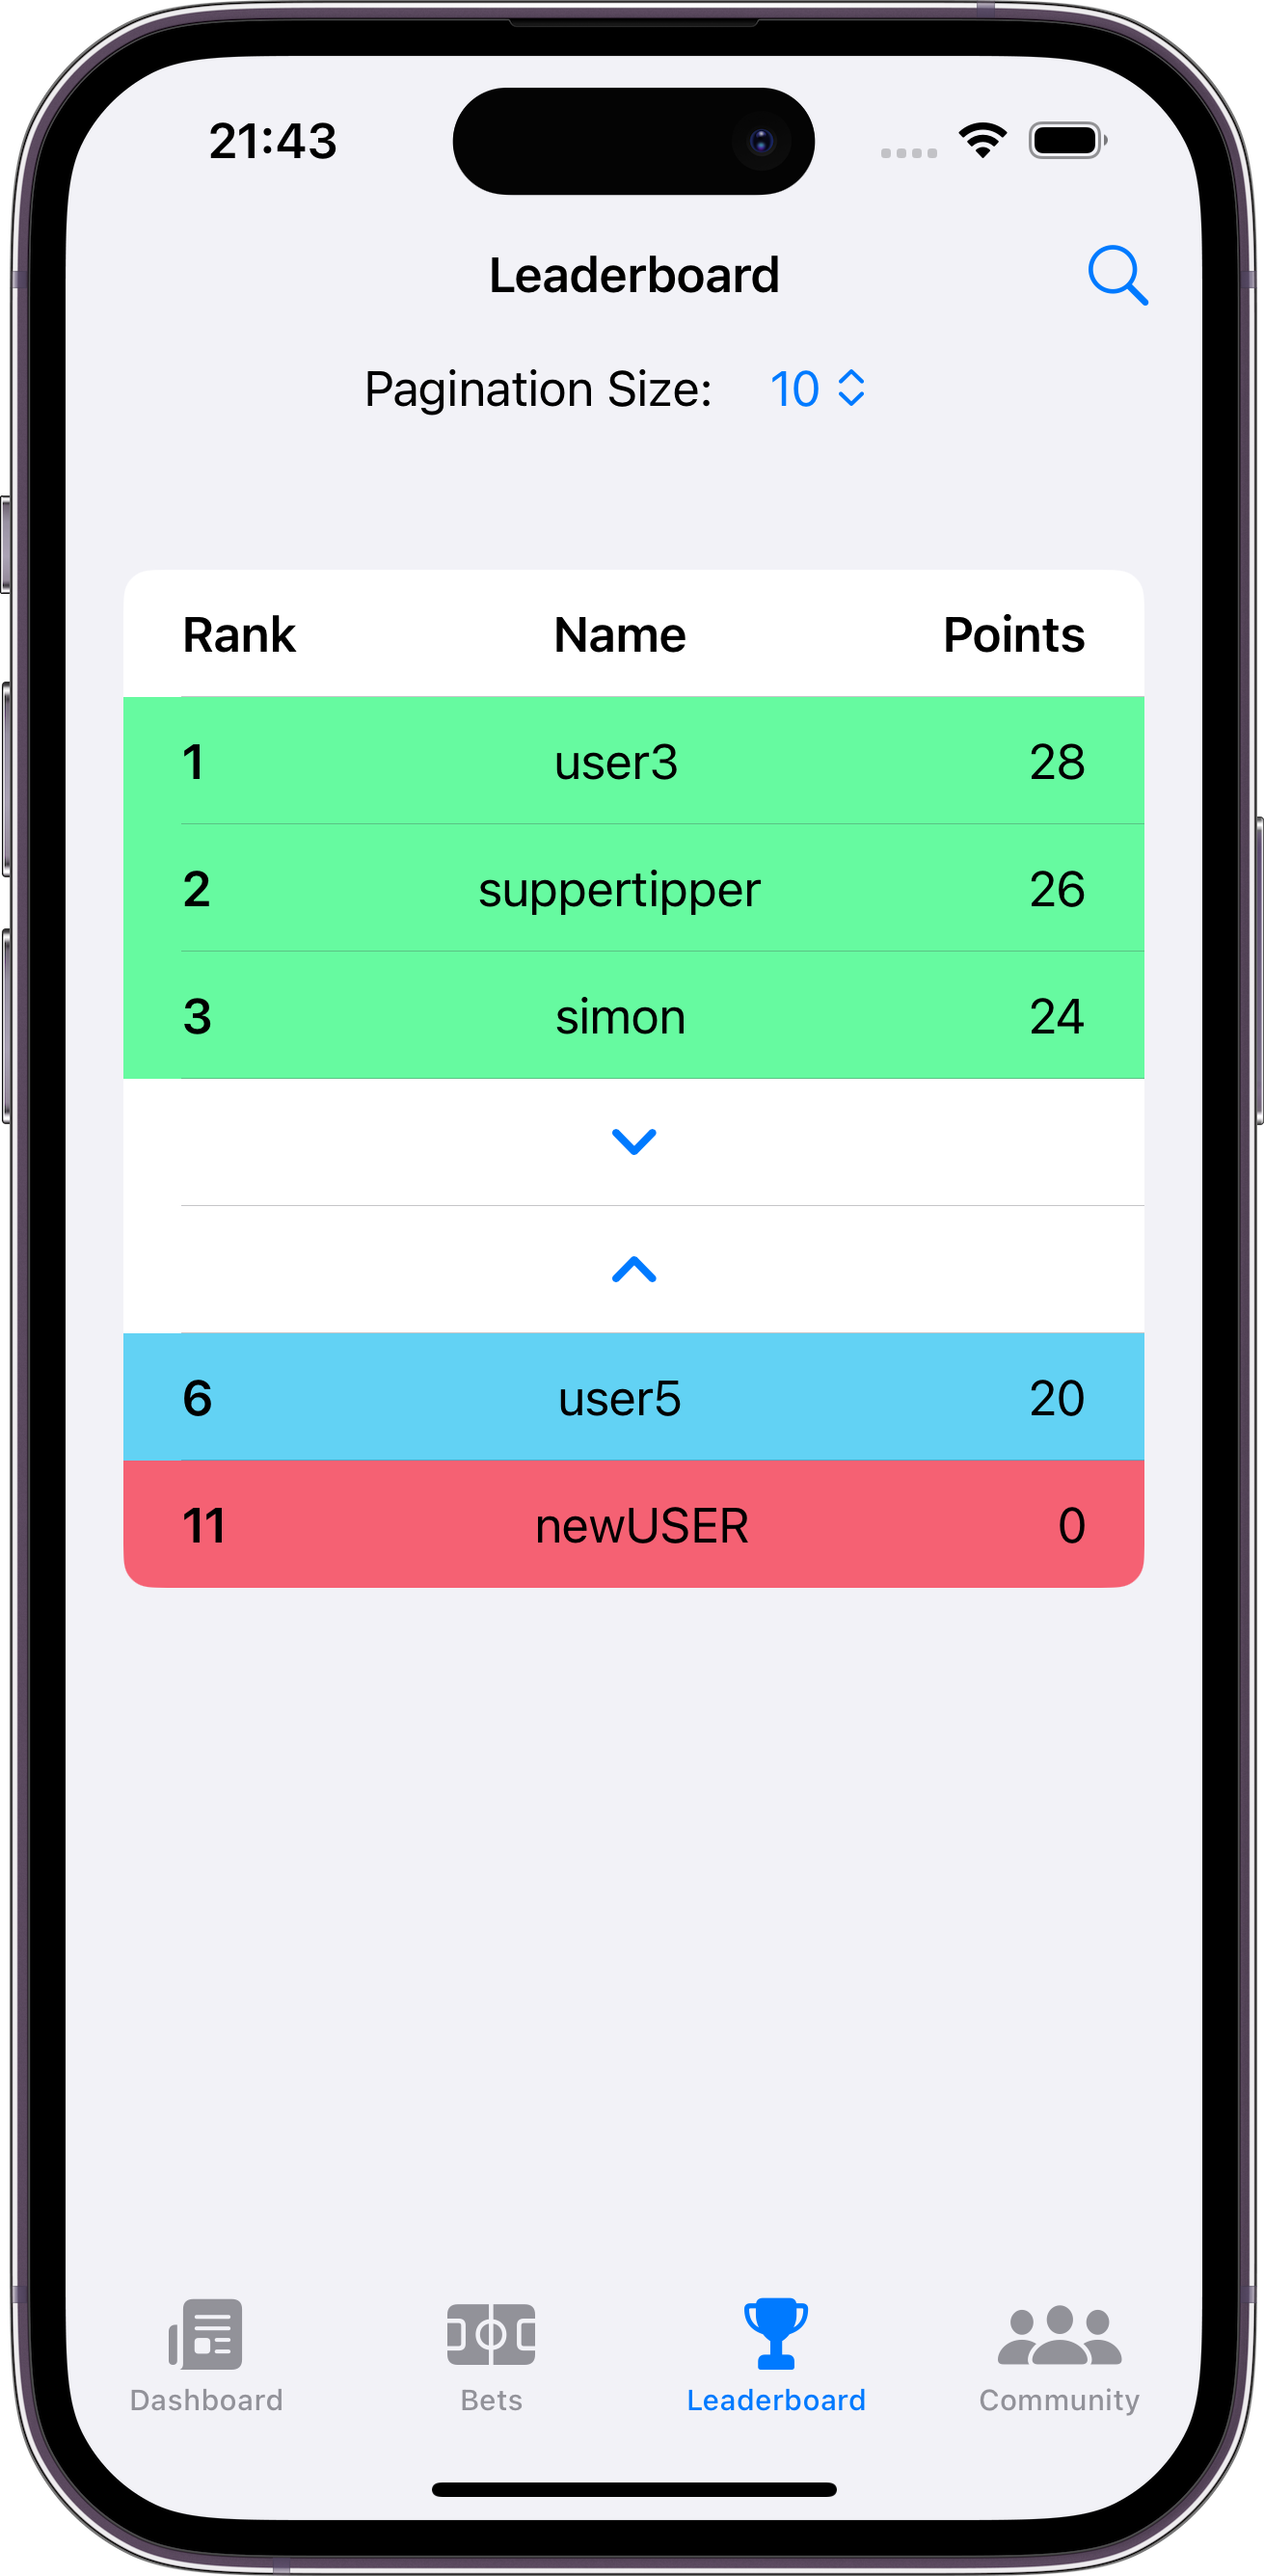 21:43
Leaderboard
Pagination Size: 10
Rank Name Points
1 user3 28
2 suppertipper 26
3 simon 24
6 user5 20
11 newUSER 0
Dashboard Bets Leaderboard Community